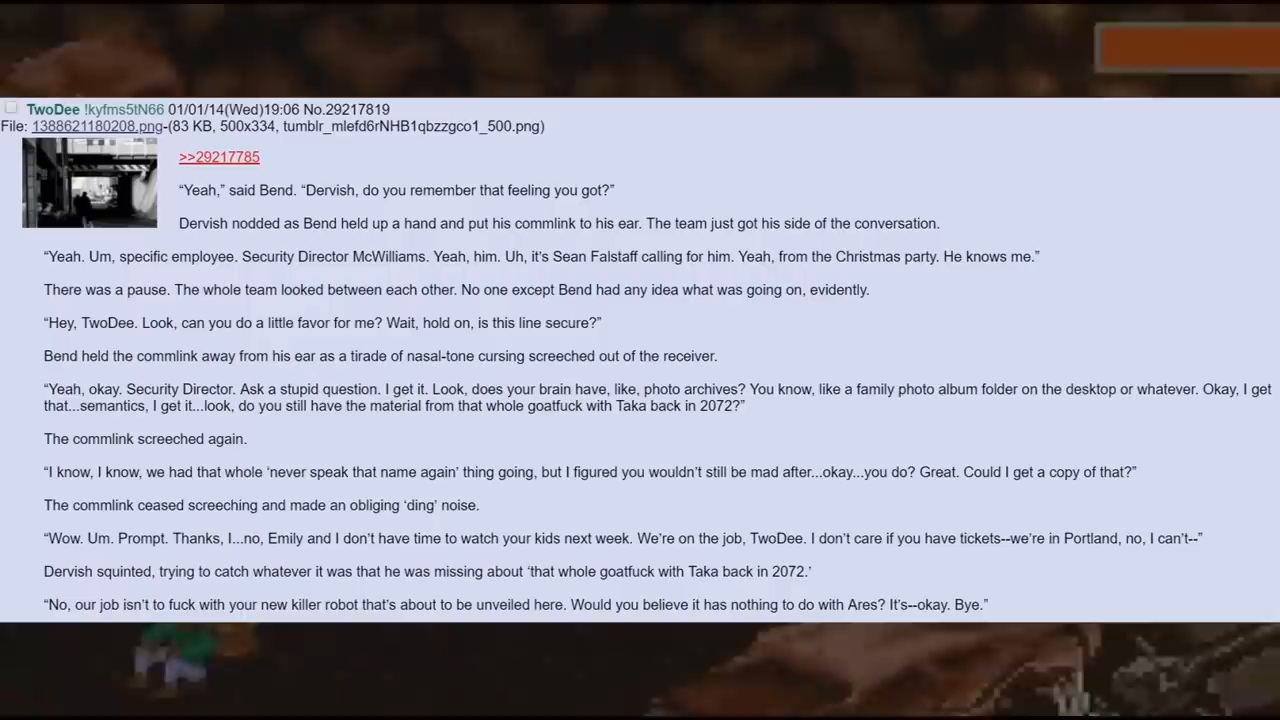 TwoDee !kyfms5tN66 01/01/14(Wed)19:06 No.29217819
File: 1388621180208.png-(83 KB, 500x334, tumblr_mlefd6rNHB1qbzzgco1_500.png)
>>29217785
“Yeah,” said Bend. “Dervish, do you remember that feeling you got?”
Dervish nodded as Bend held up a hand and put his commlink to his ear. The team just got his side of the conversation.
“Yeah. Um, specific employee. Security Director McWilliams. Yeah, him. Uh, it’s Sean Falstaff calling for him. Yeah, from the Christmas party. He knows me.”
There was a pause. The whole team looked between each other. No one except Bend had any idea what was going on, evidently.
“Hey, TwoDee. Look, can you do a little favor for me? Wait, hold on, is this line secure?”
Bend held the commlink away from his ear as a tirade of nasal-tone cursing screeched out of the receiver.
“Yeah, okay. Security Director. Ask a stupid question. I get it. Look, does your brain have, like, photo archives? You know, like a family photo album folder on the desktop or whatever. Okay, I get
that...semantics, I get it...look, do you still have the material from that whole goatfuck with Taka back in 2072?”
The commlink screeched again.
“I know, I know, we had that whole ‘never speak that name again’ thing going, but I figured you wouldn’t still be mad after...okay...you do? Great. Could I get a copy of that?”
The commlink ceased screeching and made an obliging ‘ding’ noise.
“Wow. Um. Prompt. Thanks, I...no, Emily and I don’t have time to watch your kids next week. We’re on the job, TwoDee. I don’t care if you have tickets--we’re in Portland, no, I can’t--”
Dervish squinted, trying to catch whatever it was that he was missing about ‘that whole goatfuck with Taka back in 2072.’
“No, our job isn’t to fuck with your new killer robot that’s about to be unveiled here. Would you believe it has nothing to do with Ares? It’s--okay. Bye.”